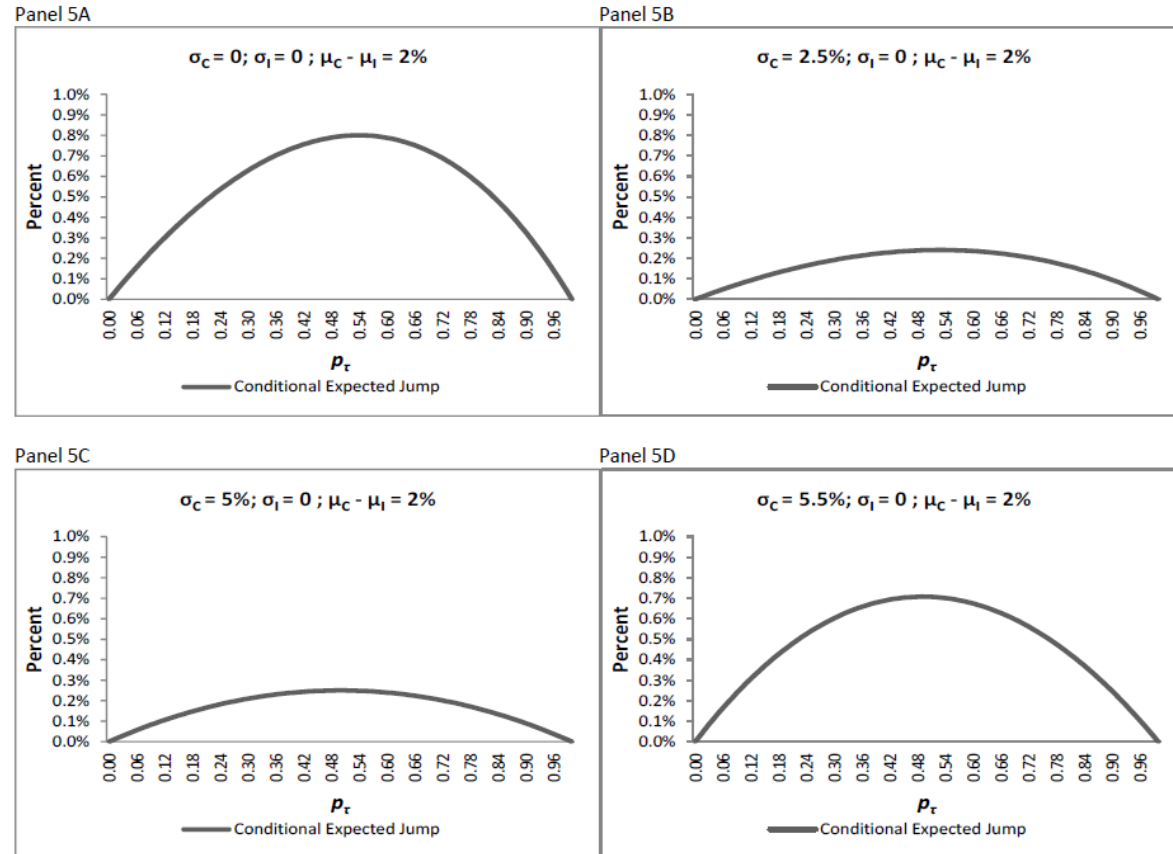 Panel 5A
σC = 0; σI = 0 ; μC - μI = 2%
1.0%
0.9%
0.8%
0.7%
0.6%
0.5%
0.4%
0.3%
0.2%
0.1%
0.0%
Percent
0.00 0.06 0.12 0.18 0.24 0.30 0.36 0.42 0.48 0.54 0.60 0.66 0.72 0.78 0.84 0.90 0.96
pτ
Conditional Expected Jump
Panel 5B
σC = 2.5%; σI = 0 ; μC - μI = 2%
1.0%
0.9%
0.8%
0.7%
0.6%
0.5%
0.4%
0.3%
0.2%
0.1%
0.0%
Percent
0.00 0.06 0.12 0.18 0.24 0.30 0.36 0.42 0.48 0.54 0.60 0.66 0.72 0.78 0.84 0.90 0.96
pτ
Conditional Expected Jump
Panel 5C
σC = 5%; σI = 0 ; μC - μI = 2%
1.0%
0.9%
0.8%
0.7%
0.6%
0.5%
0.4%
0.3%
0.2%
0.1%
0.0%
Percent
0.00 0.06 0.12 0.18 0.24 0.30 0.36 0.42 0.48 0.54 0.60 0.66 0.72 0.78 0.84 0.90 0.96
pτ
Conditional Expected Jump
Panel 5D
σC = 5.5%; σI = 0 ; μC - μI = 2%
1.0%
0.9%
0.8%
0.7%
0.6%
0.5%
0.4%
0.3%
0.2%
0.1%
0.0%
Percent
0.00 0.06 0.12 0.18 0.24 0.30 0.36 0.42 0.48 0.54 0.60 0.66 0.72 0.78 0.84 0.90 0.96
pτ
Conditional Expected Jump